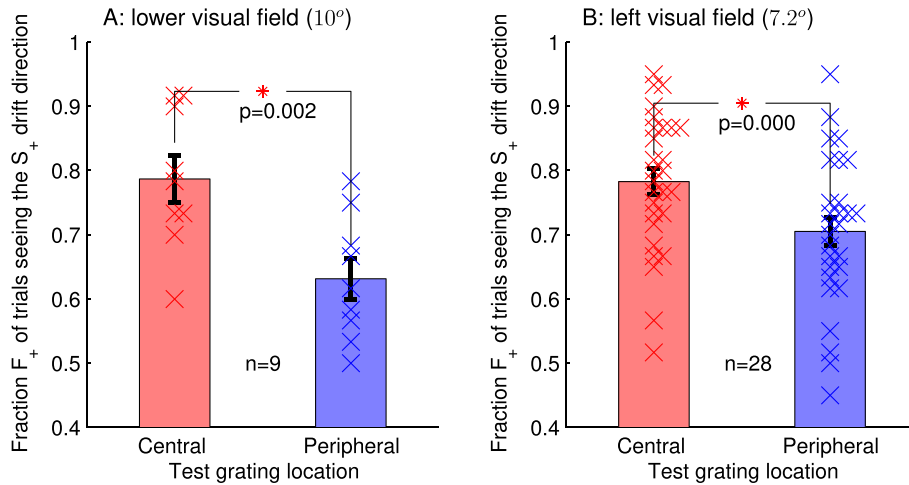 A: lower visual field (10°)
Fraction F₊ of trials seeing the S₊ drift direction
1
0.9
0.8
0.7
0.6
0.5
0.4
*
p=0.002
n=9
Central Peripheral
Test grating location
B: left visual field (7.2°)
Fraction F₊ of trials seeing the S₊ drift direction
1
0.9
0.8
0.7
0.6
0.5
0.4
*
p=0.000
n=28
Central Peripheral
Test grating location